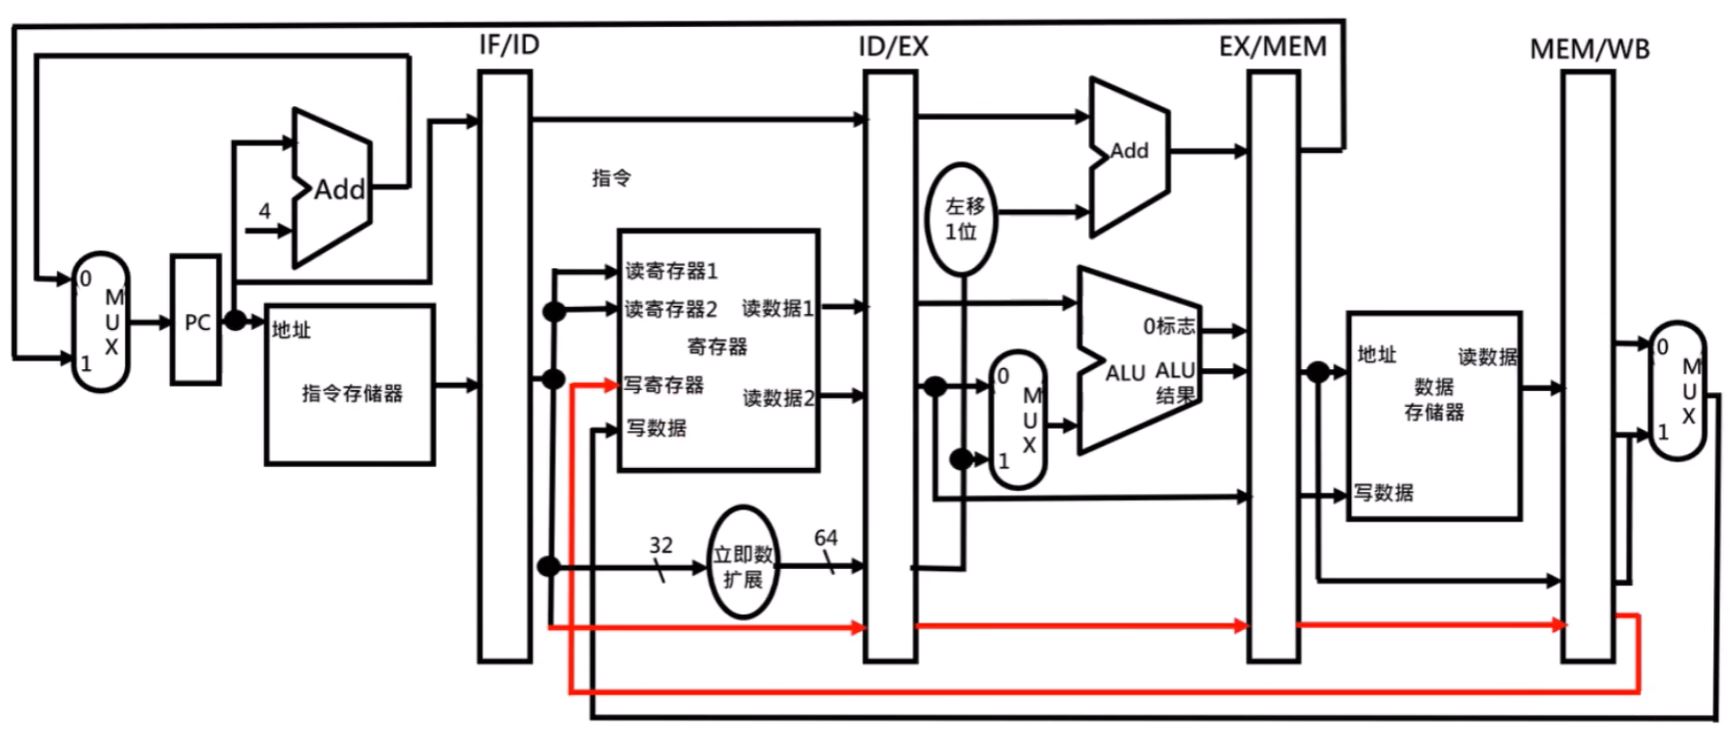 IF/ID
ID/EX
EX/MEM
MEM/WB
Add
4
0
M
U
X
1
PC
地址
指令存储器
指令
读寄存器1
读寄存器2
读数据1
寄存器
写寄存器
读数据2
写数据
32
立即数
扩展
64
左移
1位
Add
0标志
ALU
ALU
结果
0
M
U
X
1
地址
读数据
数据
存储器
写数据
0
M
U
X
1